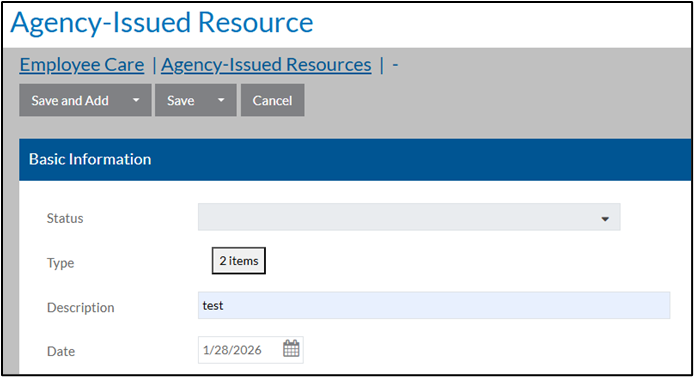 Agency-Issued Resource
Employee Care | Agency-Issued Resources | -
Save and Add Save Cancel
Basic Information
Status
Type 2 items
Description test
Date 1/28/2026